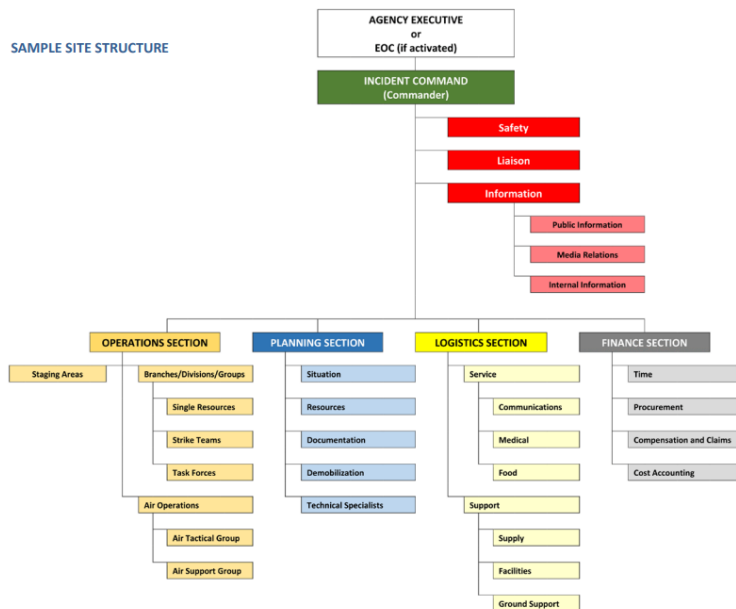 SAMPLE SITE STRUCTURE
AGENCY EXECUTIVE
or
EOC (if activated)
INCIDENT COMMAND
(Commander)
Safety
Liaison
Information
Public Information
Media Relations
Internal Information
OPERATIONS SECTION
Staging Areas
Branches/Divisions/Groups
Single Resources
Strike Teams
Task Forces
Air Operations
Air Tactical Group
Air Support Group
PLANNING SECTION
Situation
Resources
Documentation
Demobilization
Technical Specialists
LOGISTICS SECTION
Service
Communications
Medical
Food
Support
Supply
Facilities
Ground Support
FINANCE SECTION
Time
Procurement
Compensation and Claims
Cost Accounting